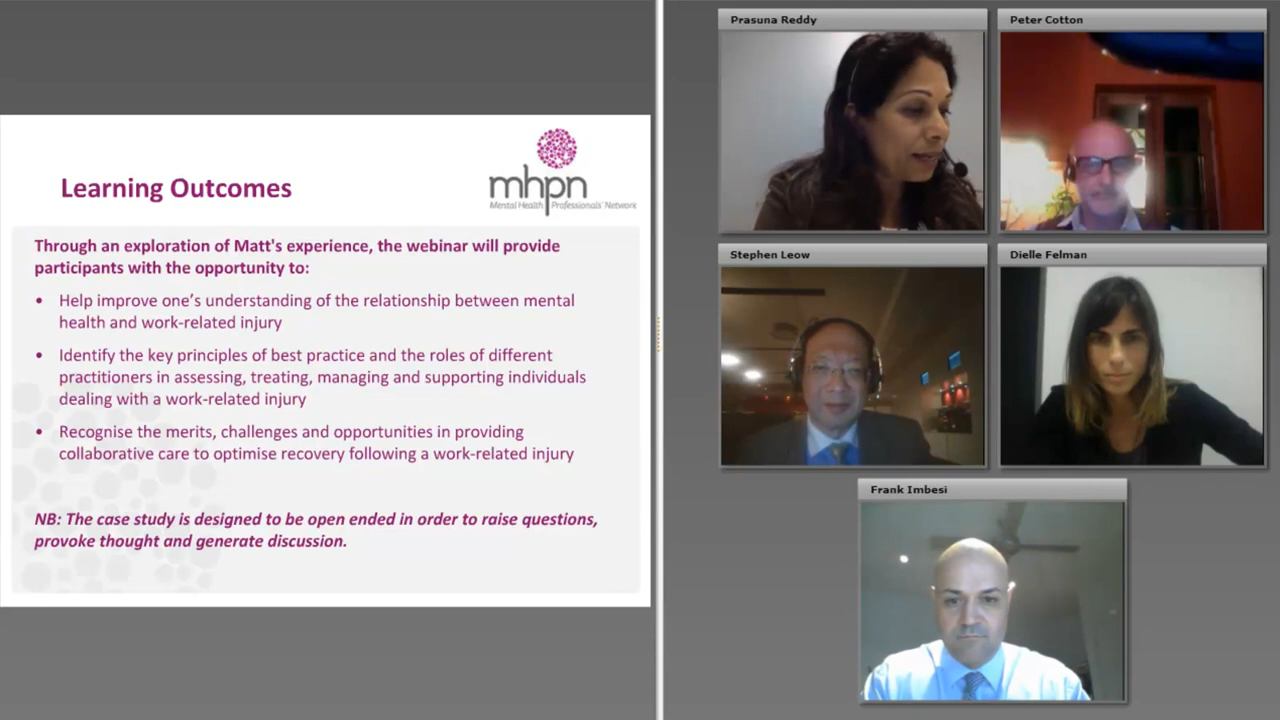 Learning Outcomes
mhpn
Mental Health Professionals' Network
Through an exploration of Matt's experience, the webinar will provide
participants with the opportunity to:
• Help improve one's understanding of the relationship between mental
health and work-related injury
• Identify the key principles of best practice and the roles of different
practitioners in assessing, treating, managing and supporting individuals
dealing with a work-related injury
• Recognise the merits, challenges and opportunities in providing
collaborative care to optimise recovery following a work-related injury
NB: The case study is designed to be open ended in order to raise questions,
provoke thought and generate discussion.
Prasuna Reddy
Peter Cotton
Stephen Leow
Dielle Felman
Frank Imbesi